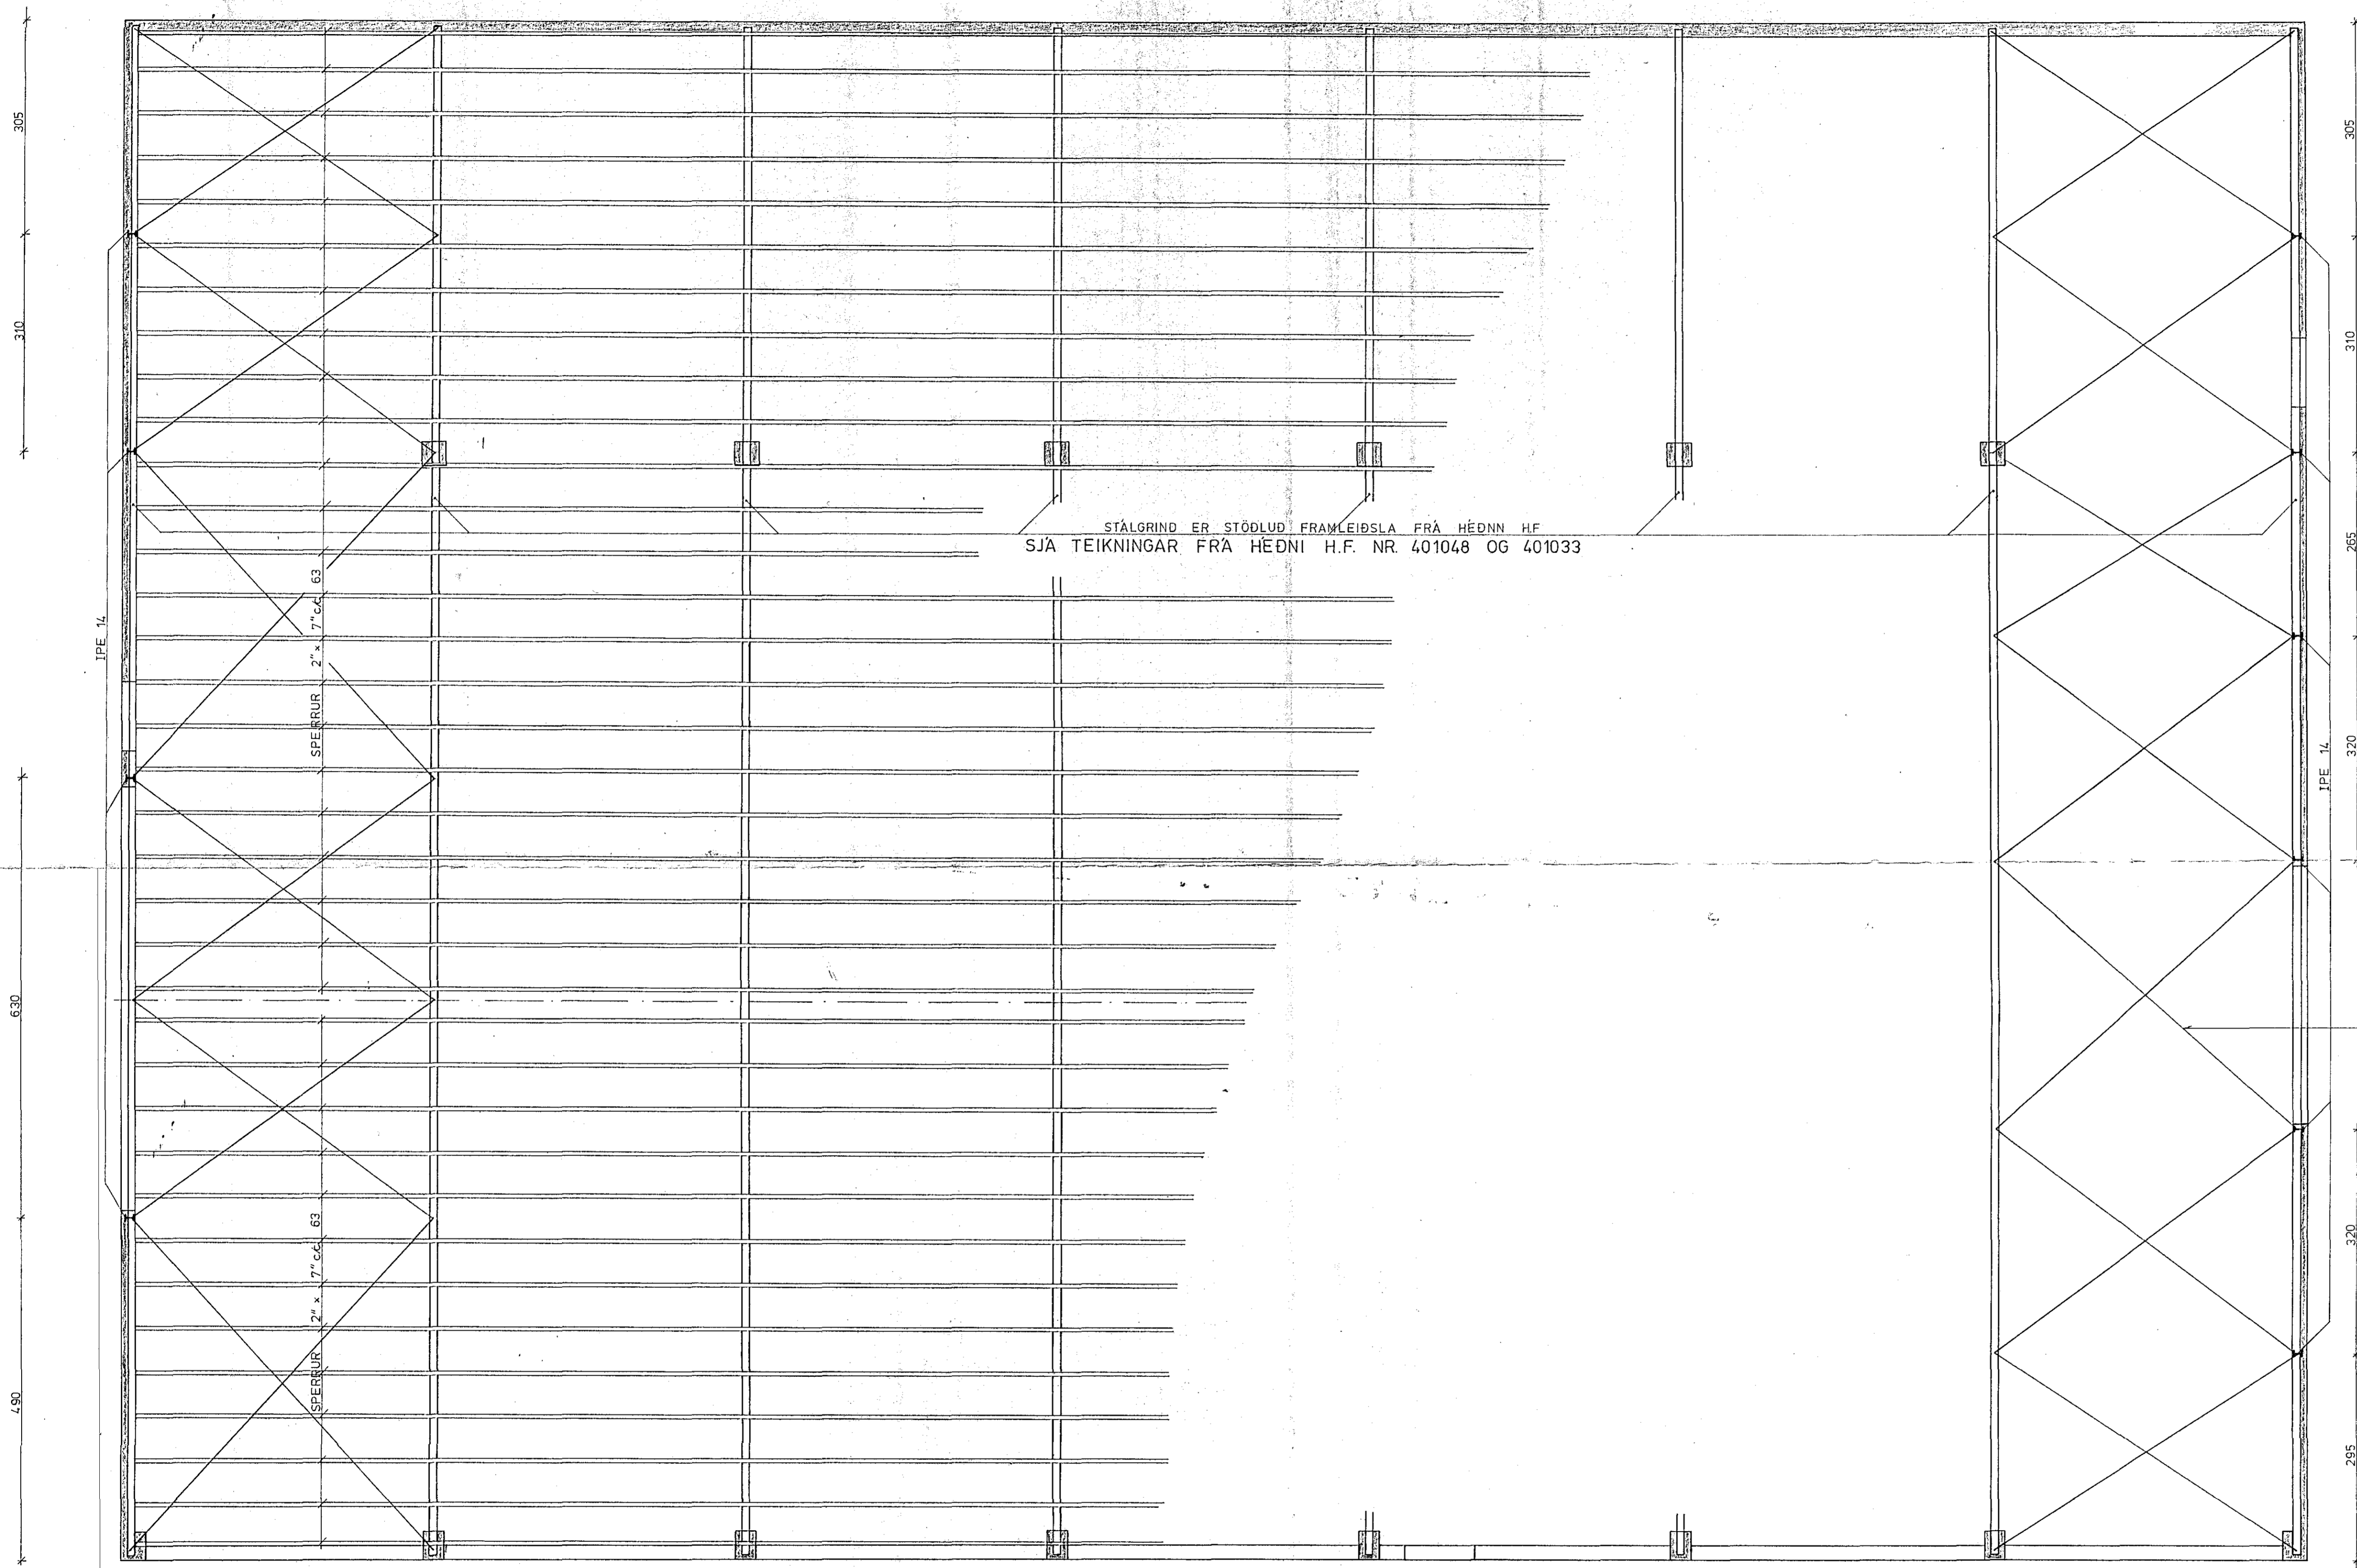 305
310
630
490
IPE 14
SPERRUR 2" x 7" c.c. 63
SPERRUR 2" x 7" c.c. 63
STÁLGRIND ER STÖÐLUÐ FRAMLEIÐSLA FRÁ HÉÐNN H.F
SJÁ TEIKNINGAR FRÁ HÉÐNI H.F. NR. 401048 OG 401033
305
310
265
320
320
295
IPE 14